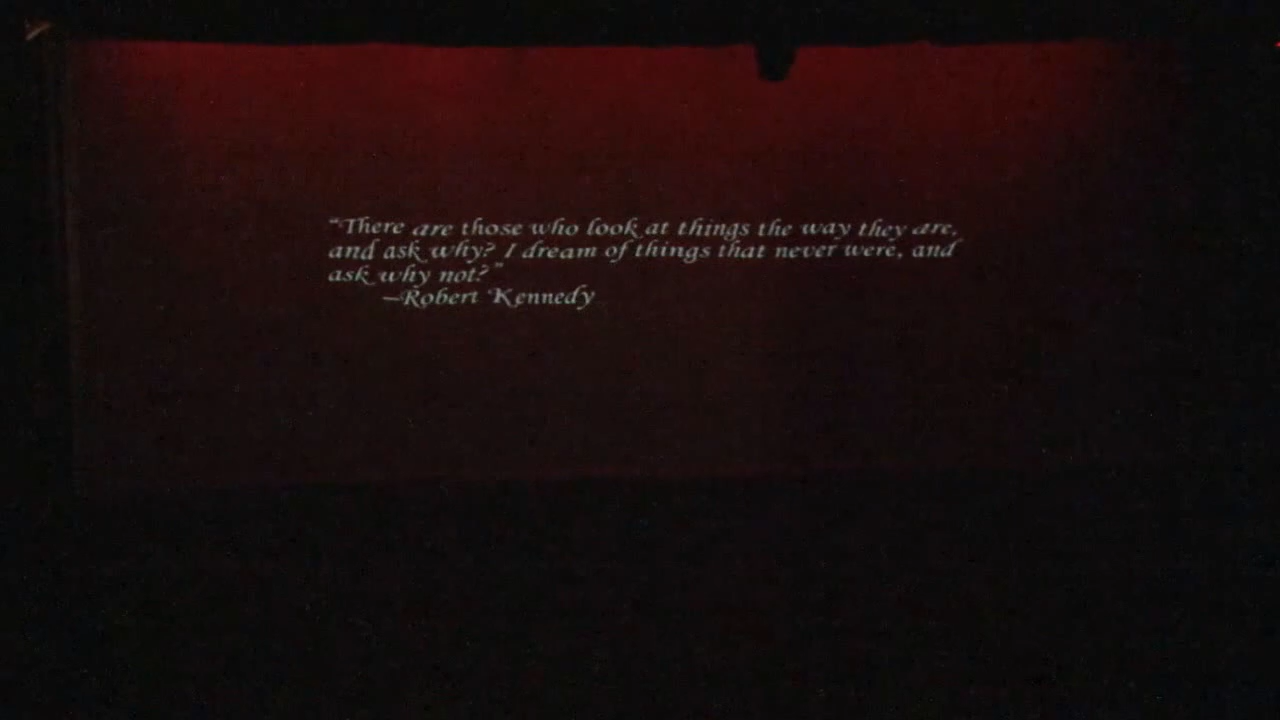 “There are those who look at things the way they are,
and ask why? I dream of things that never were, and
ask why not?”
—Robert Kennedy